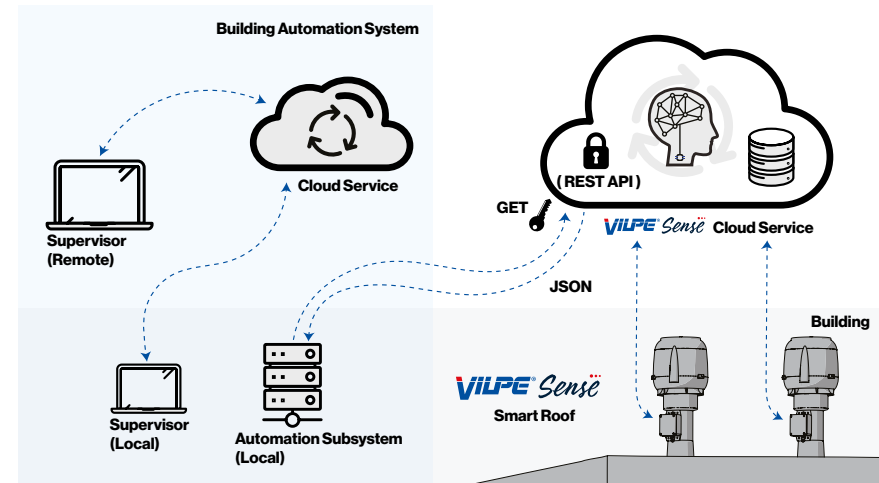 Building Automation System
Cloud Service
Supervisor
(Remote)
Supervisor
(Local)
Automation Subsystem
(Local)
( REST API )
GET
VILPE® Sense Cloud Service
JSON
Building
VILPE® Sense
Smart Roof